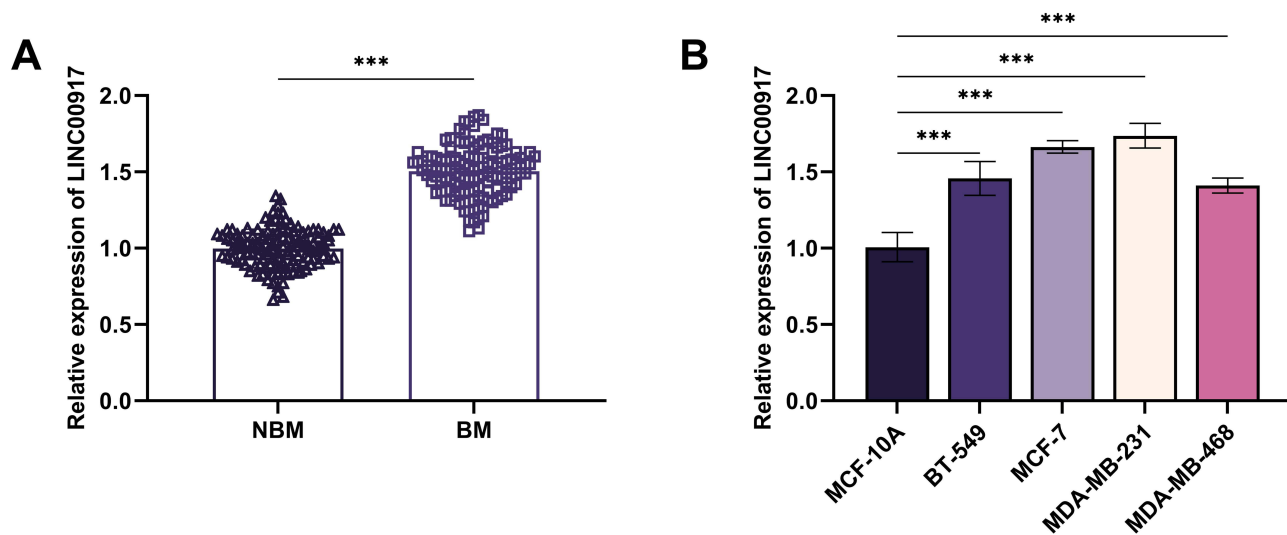 A
Relative expression of LINC00917
2.0
1.5
1.0
0.5
0.0
***
NBM
BM
B
Relative expression of LINC00917
2.0
1.5
1.0
0.5
0.0
***
***
***
***
MCF-10A
BT-549
MCF-7
MDA-MB-231
MDA-MB-468